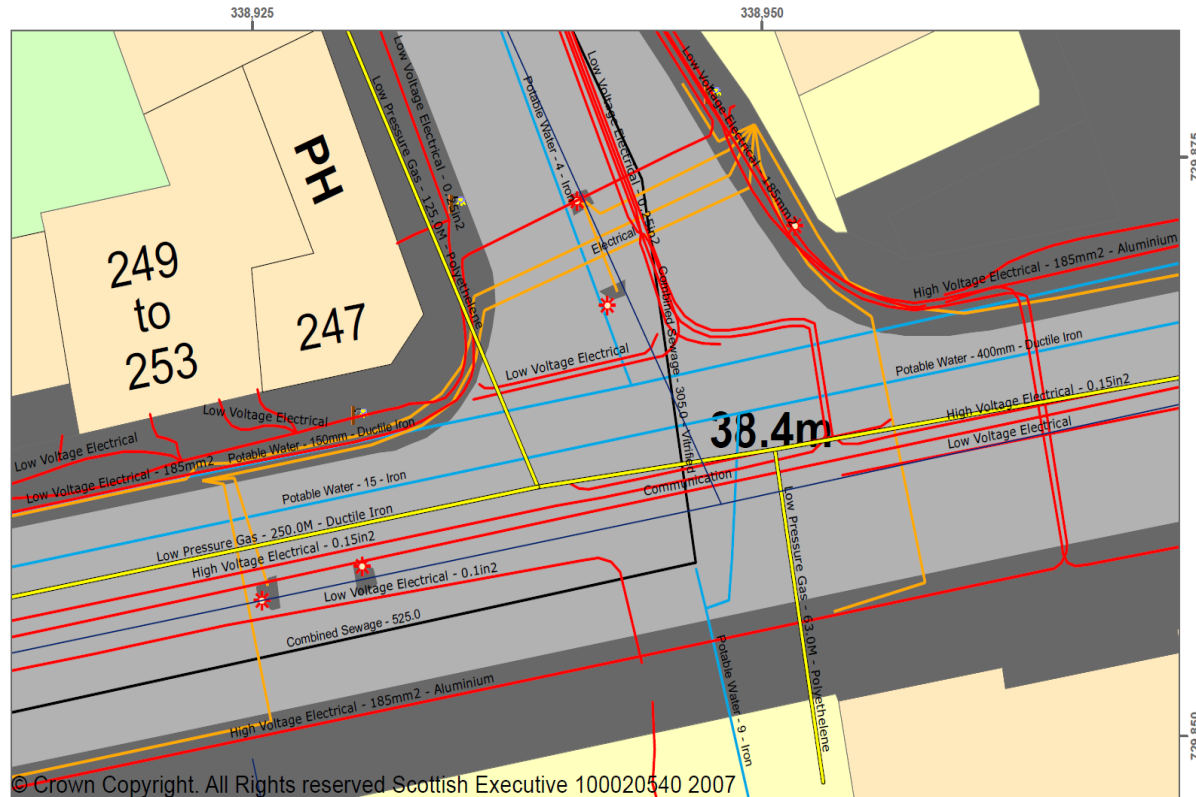 338,925
338,950
739,875
739,850
Low Voltage Electrical - 0.25in2
Low Pressure Gas - 125.0M - Polyethelene
Potable Water - 4 - Iron
Low Voltage Electrical - 0.25in2
Low Voltage Electrical - 185mm2
PH
249
to
253
247
Electrical
Combined Sewage - 305.0 - Vitrified
High Voltage Electrical - 185mm2 - Aluminium
Potable Water - 400mm - Ductile Iron
Low Voltage Electrical
High Voltage Electrical - 0.15in2
Low Voltage Electrical
38.4m
Low Voltage Electrical
Low Voltage Electrical
Potable Water - 150mm - Ductile Iron
Low Voltage Electrical - 185mm2
Potable Water - 15 - Iron
Communication
Low Pressure Gas - 250.0M - Ductile Iron
High Voltage Electrical - 0.15in2
Low Pressure Gas - 63.0M - Polyethelene
Low Voltage Electrical - 0.1in2
Combined Sewage - 525.0
Potable Water - 9 - Iron
High Voltage Electrical - 185mm2 - Aluminium
© Crown Copyright. All Rights reserved Scottish Executive 100020540 2007